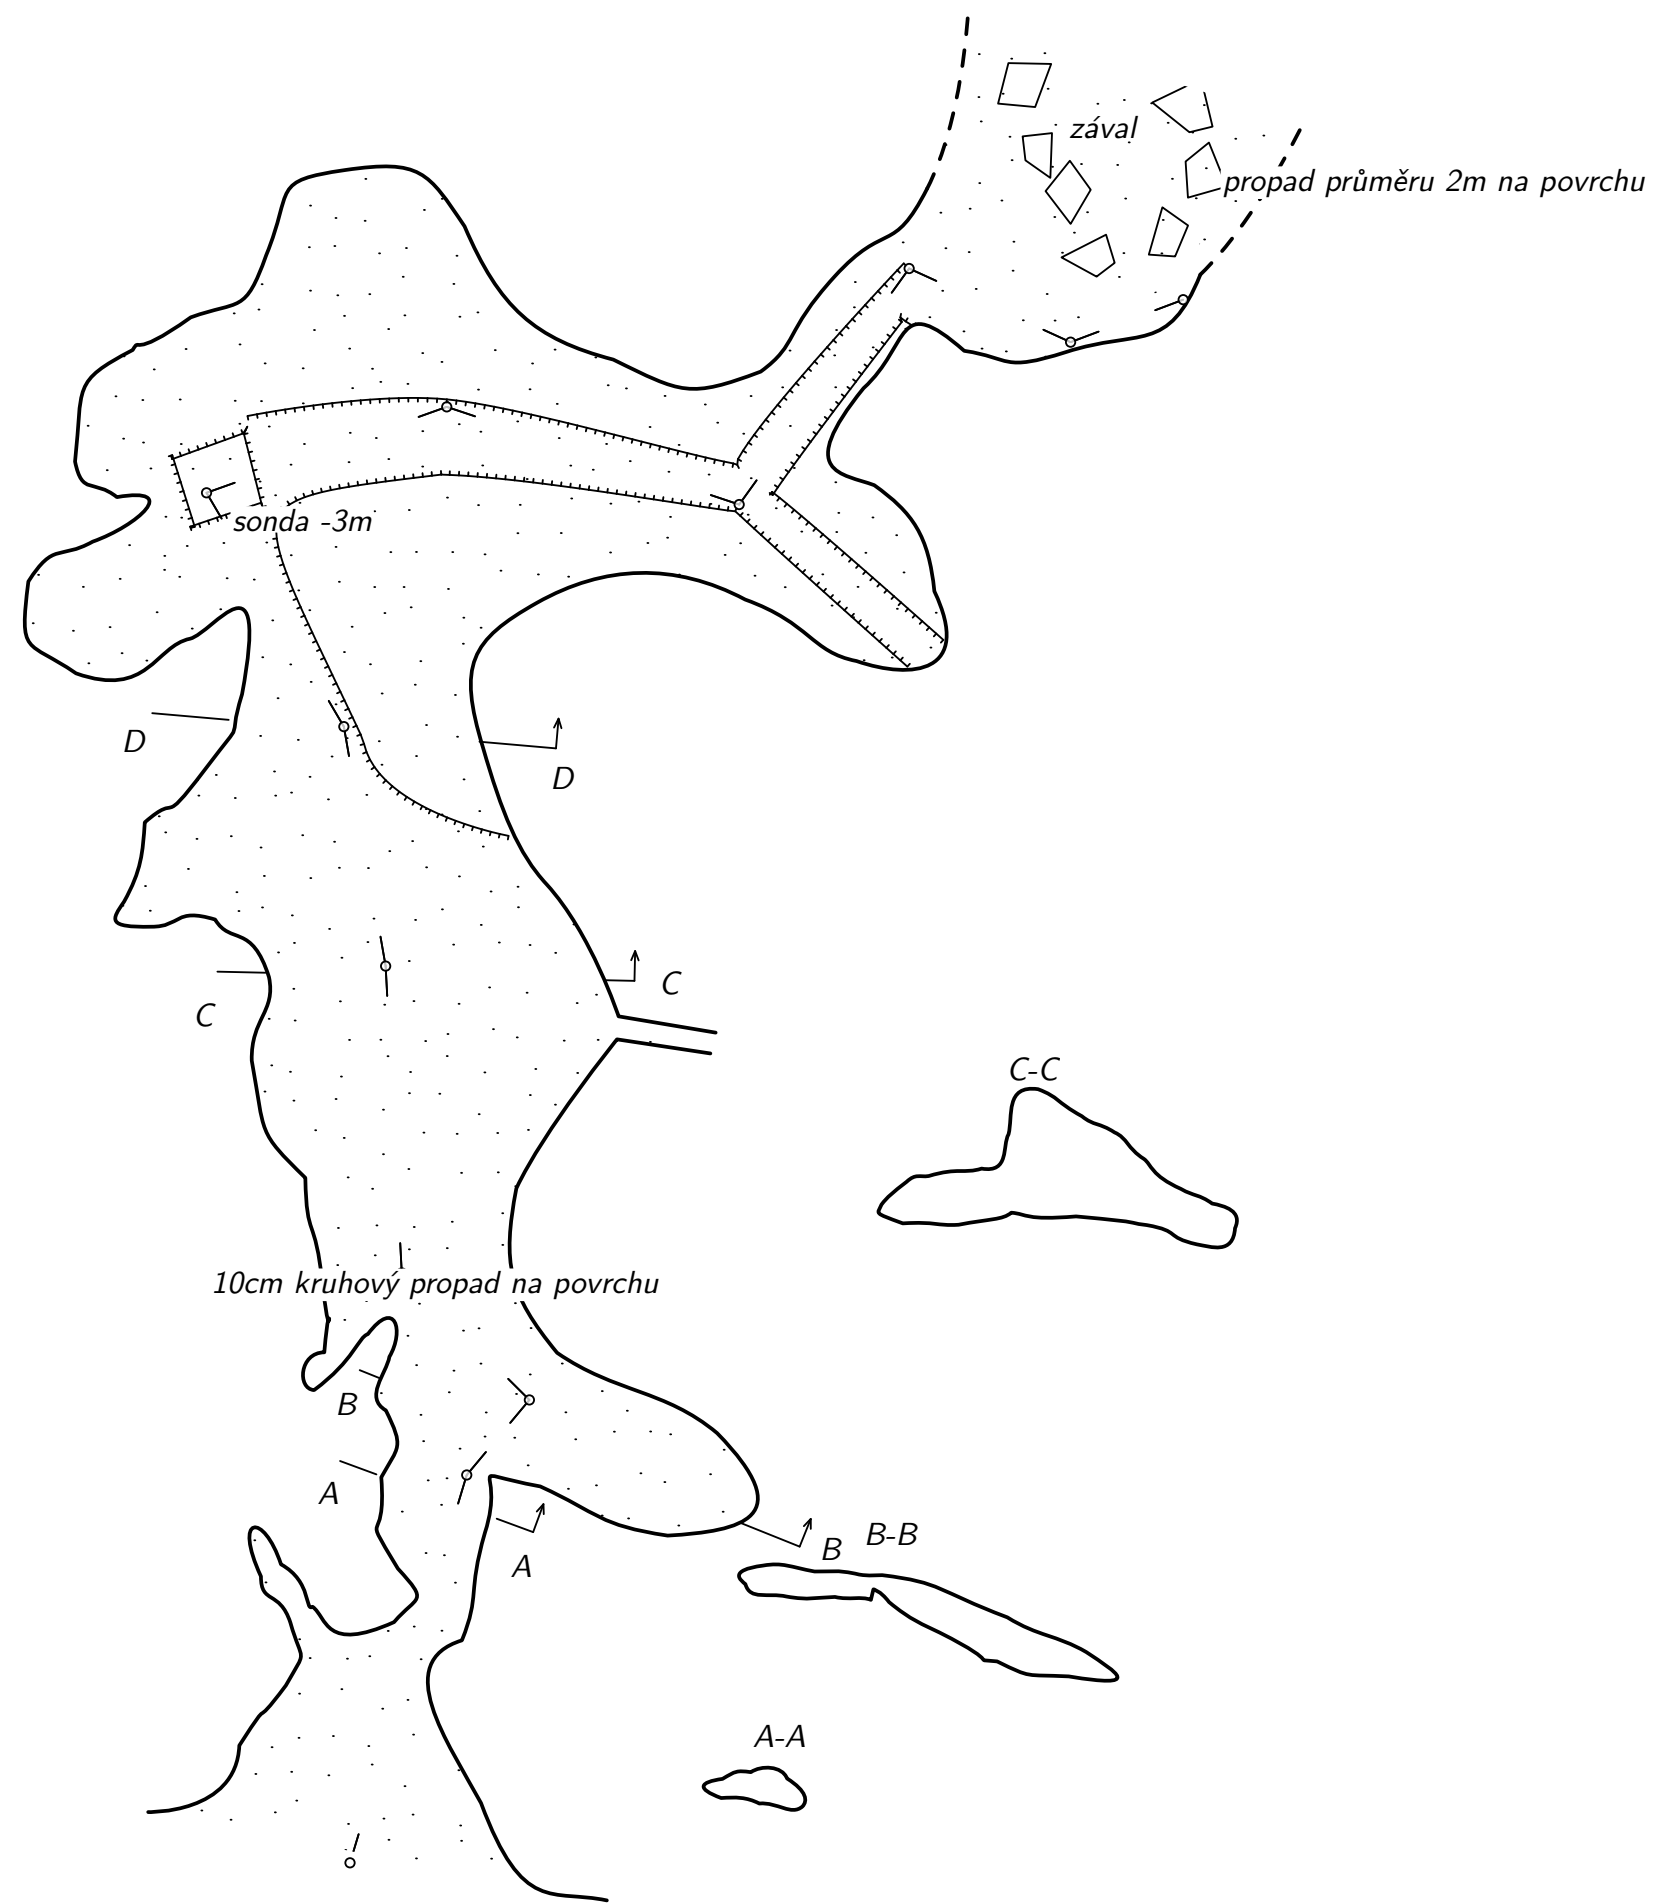 zával
propad průměru 2m na povrchu
sonda -3m
D
D
C
C
C-C
10cm kruhový propad na povrchu
B
A
A
B
B-B
A-A